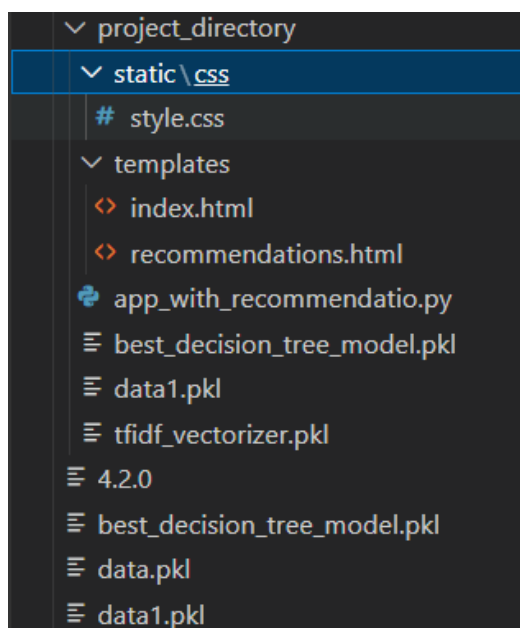 project_directory
static\css
# style.css
templates
<> index.html
<> recommendations.html
app_with_recommendatio.py
best_decision_tree_model.pkl
data1.pkl
tfidf_vectorizer.pkl
4.2.0
best_decision_tree_model.pkl
data.pkl
data1.pkl